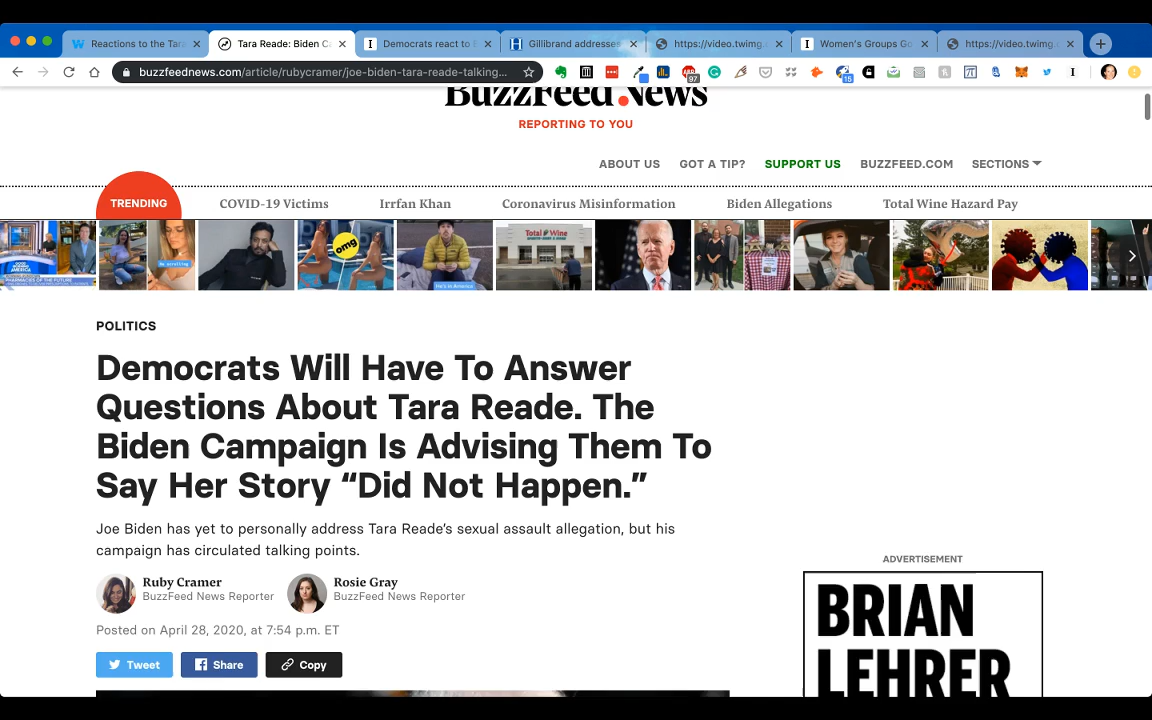 Reactions to the Tara
Tara Reade: Biden C
Democrats react to
Gillibrand addresses
https://video.twimg.c
Women's Groups Go
https://video.twimg.c
buzzfeednews.com/article/rubycramer/joe-biden-tara-reade-talking...
97
15
BuzzFeed News
REPORTING TO YOU
ABOUT US GOT A TIP? SUPPORT US BUZZFEED.COM SECTIONS
TRENDING COVID-19 Victims Irrfan Khan Coronavirus Misinformation Biden Allegations Total Wine Hazard Pay
omg
Total Wine
POLITICS
Democrats Will Have To Answer
Questions About Tara Reade. The
Biden Campaign Is Advising Them To
Say Her Story “Did Not Happen.”
Joe Biden has yet to personally address Tara Reade’s sexual assault allegation, but his
campaign has circulated talking points.
Ruby Cramer
BuzzFeed News Reporter
Rosie Gray
BuzzFeed News Reporter
Posted on April 28, 2020, at 7:54 p.m. ET
Tweet Share Copy
ADVERTISEMENT
BRIAN
LEHRER